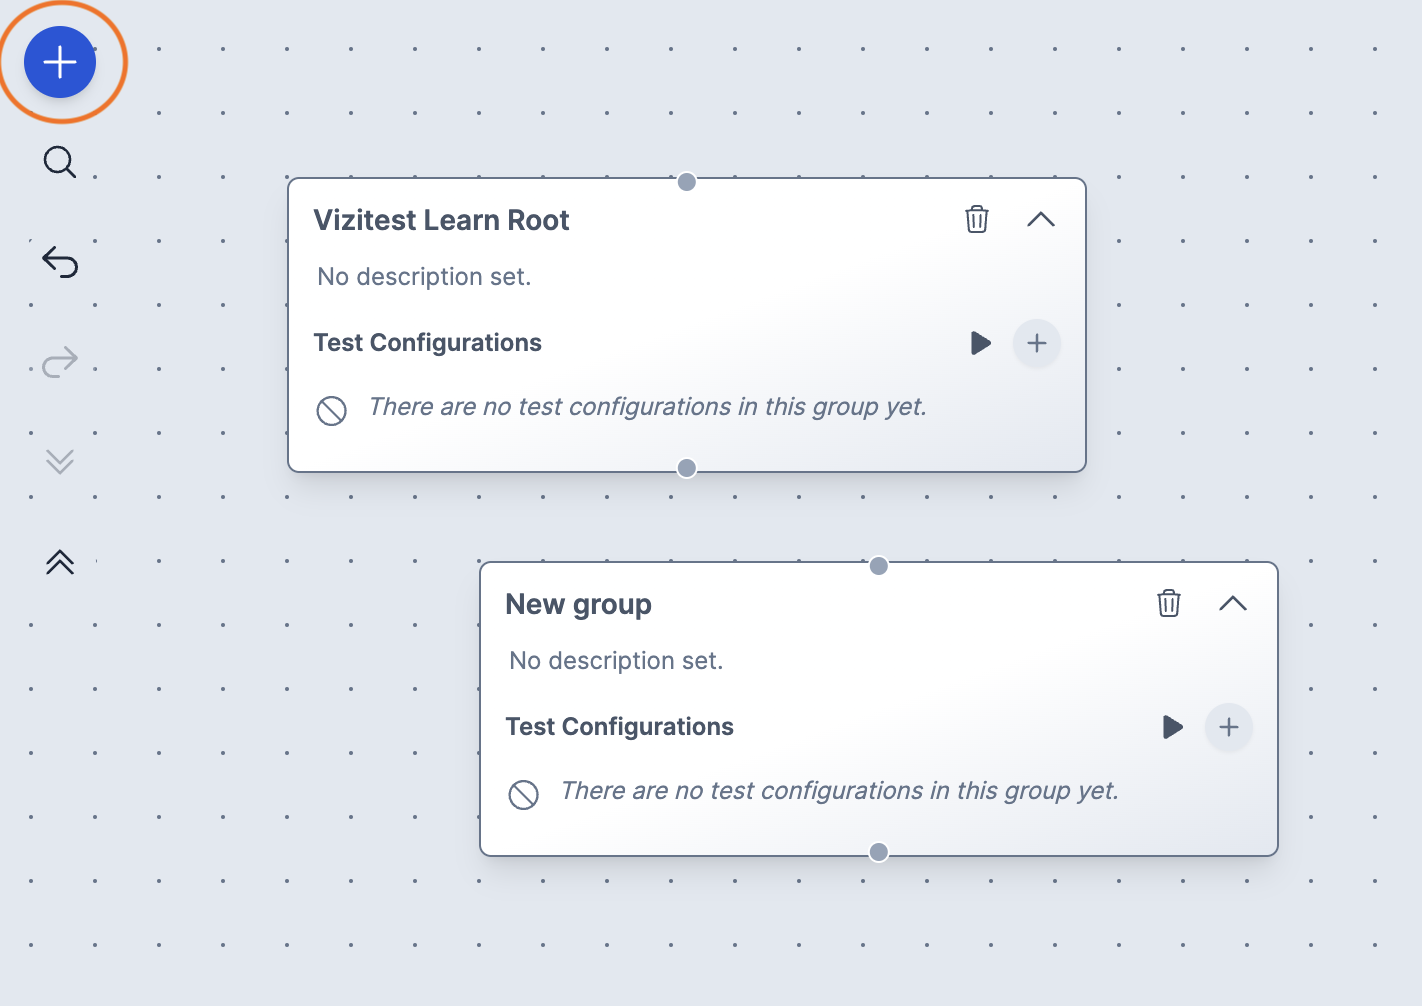 Vizitest Learn Root
No description set.
Test Configurations
There are no test configurations in this group yet.
New group
No description set.
Test Configurations
There are no test configurations in this group yet.